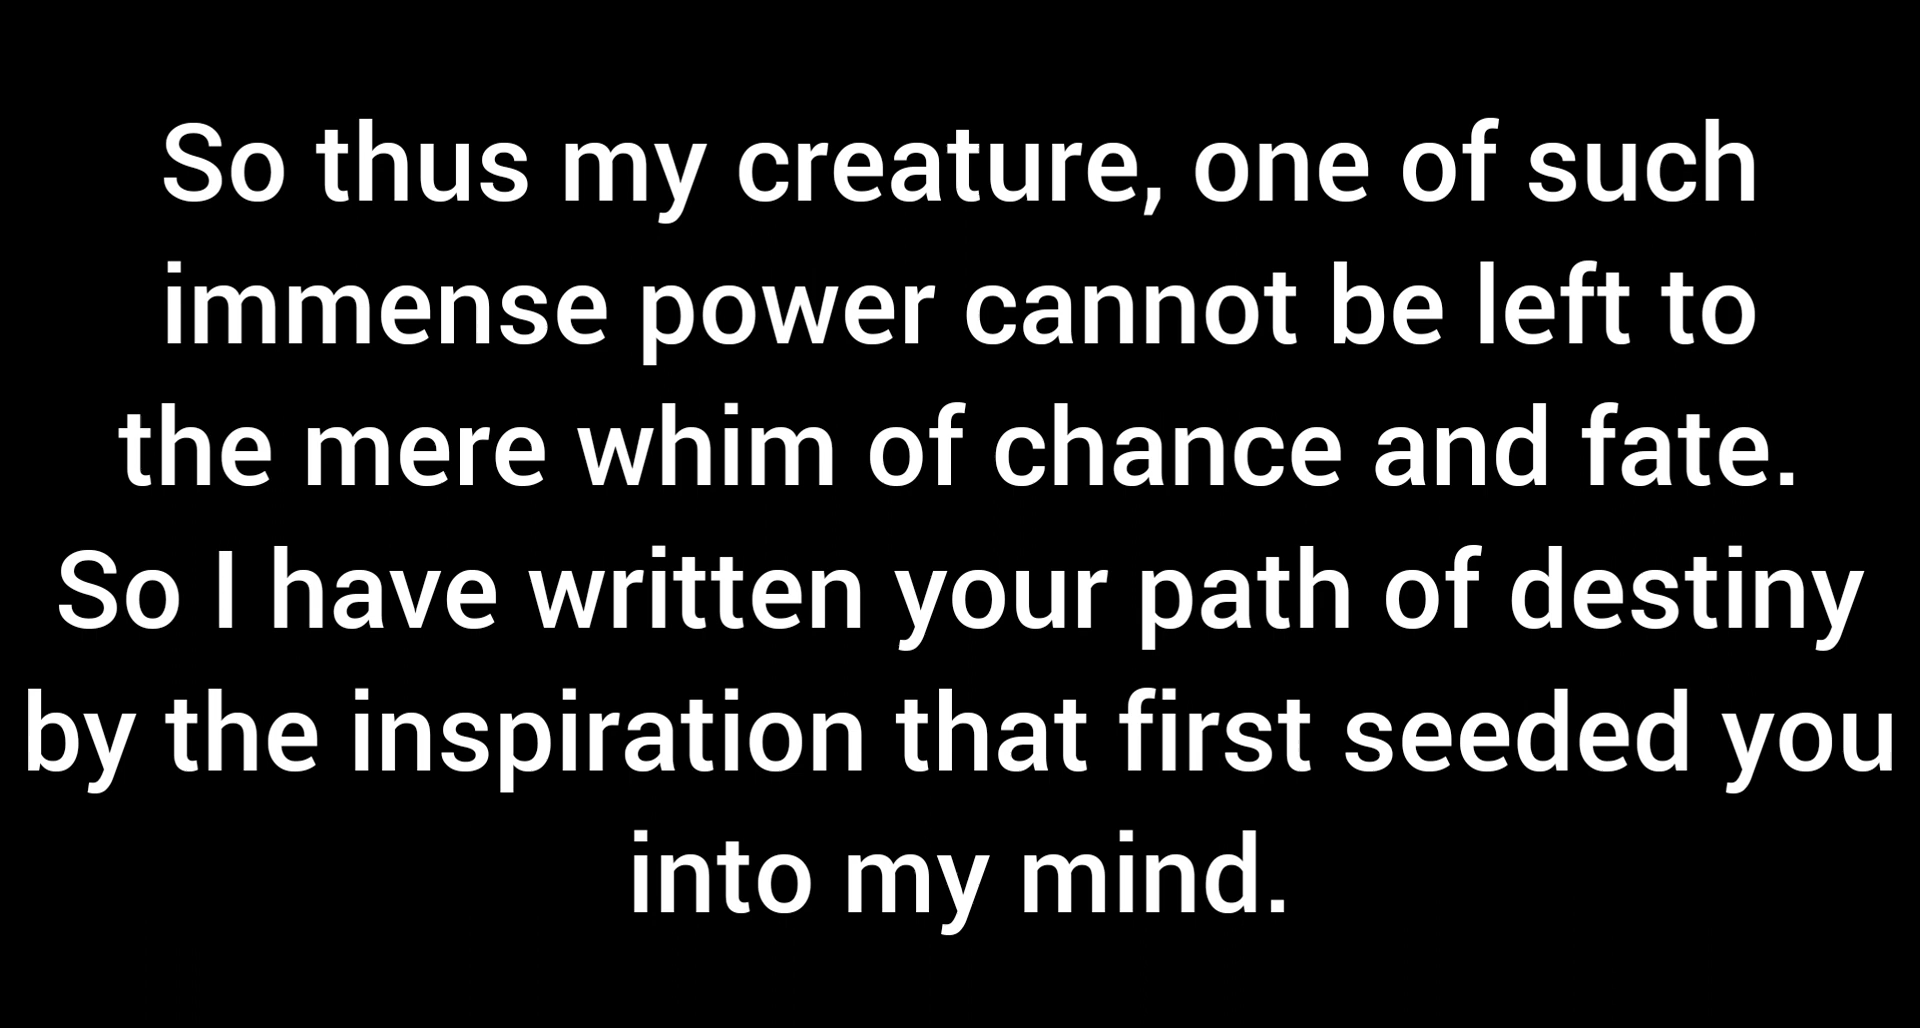 So thus my creature, one of such
immense power cannot be left to
the mere whim of chance and fate.
So I have written your path of destiny
by the inspiration that first seeded you
into my mind.